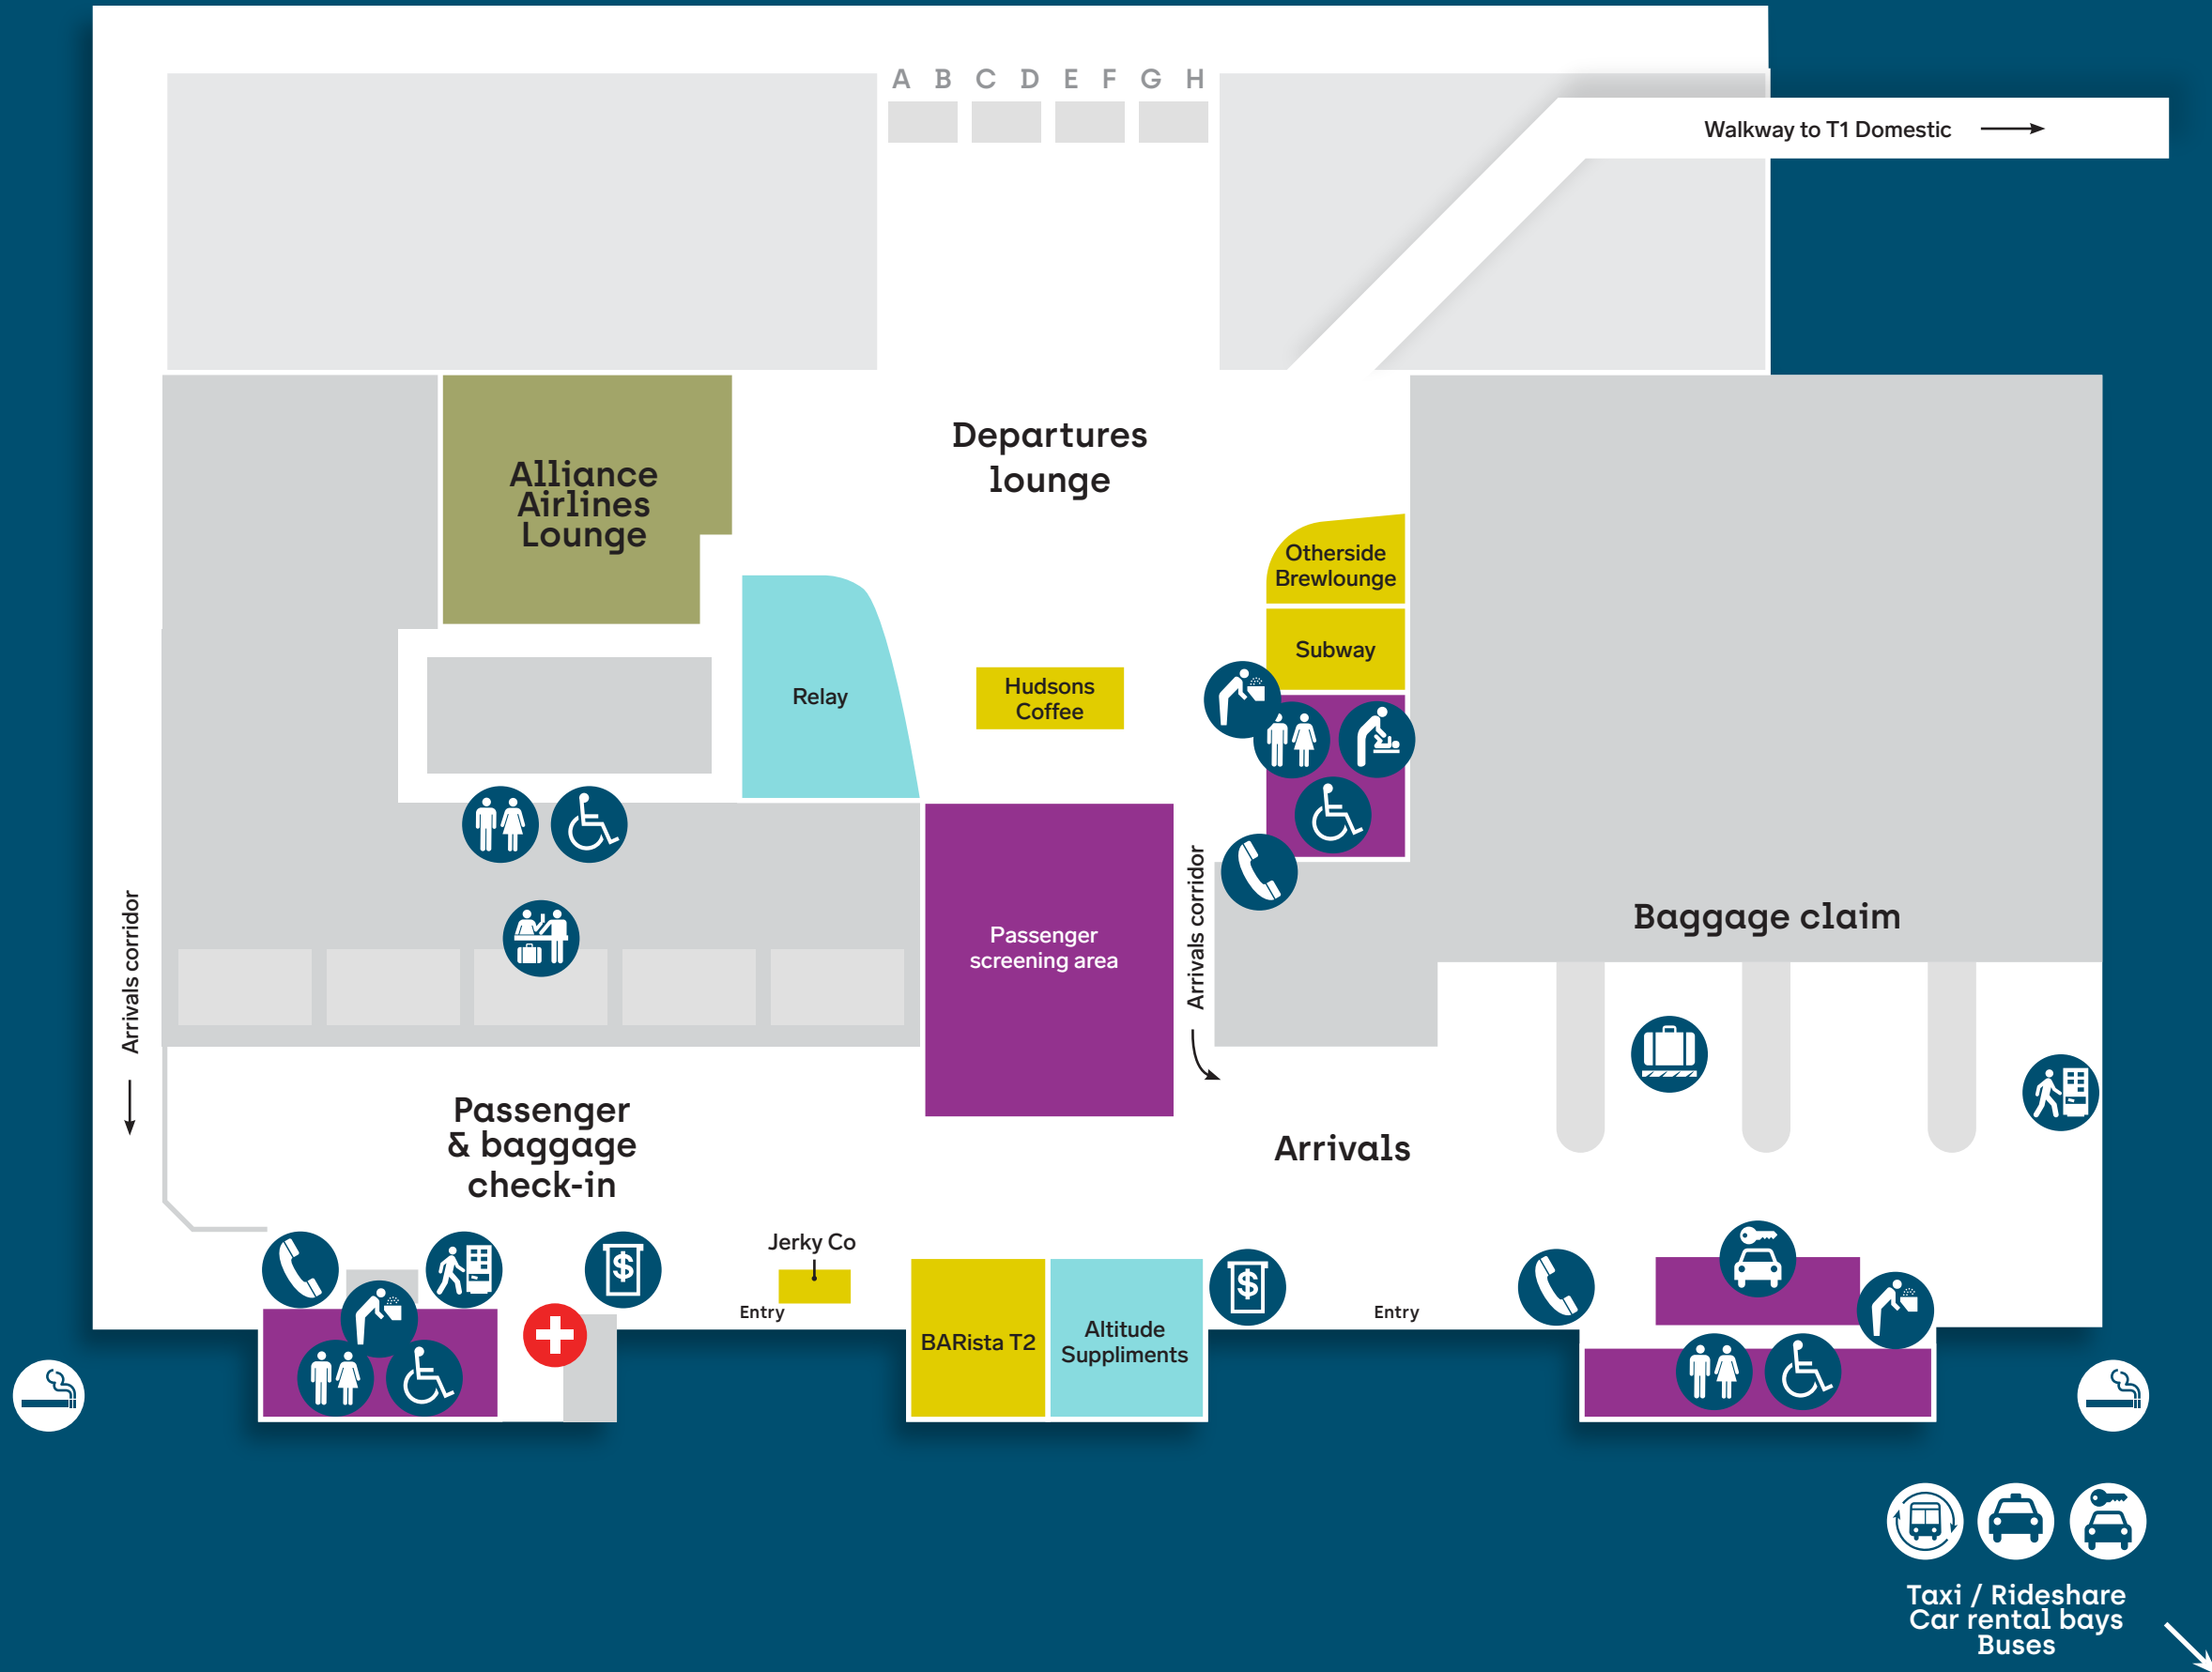 A B C D E F G H
Walkway to T1 Domestic
Departures
lounge
Alliance
Airlines
Lounge
Otherside
Brewlounge
Subway
Relay
Hudsons
Coffee
Arrivals corridor
Passenger
screening area
Arrivals corridor
Baggage claim
Passenger
& baggage
check-in
Arrivals
Jerky Co
Entry
BARista T2
Altitude
Suppliments
Entry
$
$
Taxi / Rideshare
Car rental bays
Buses